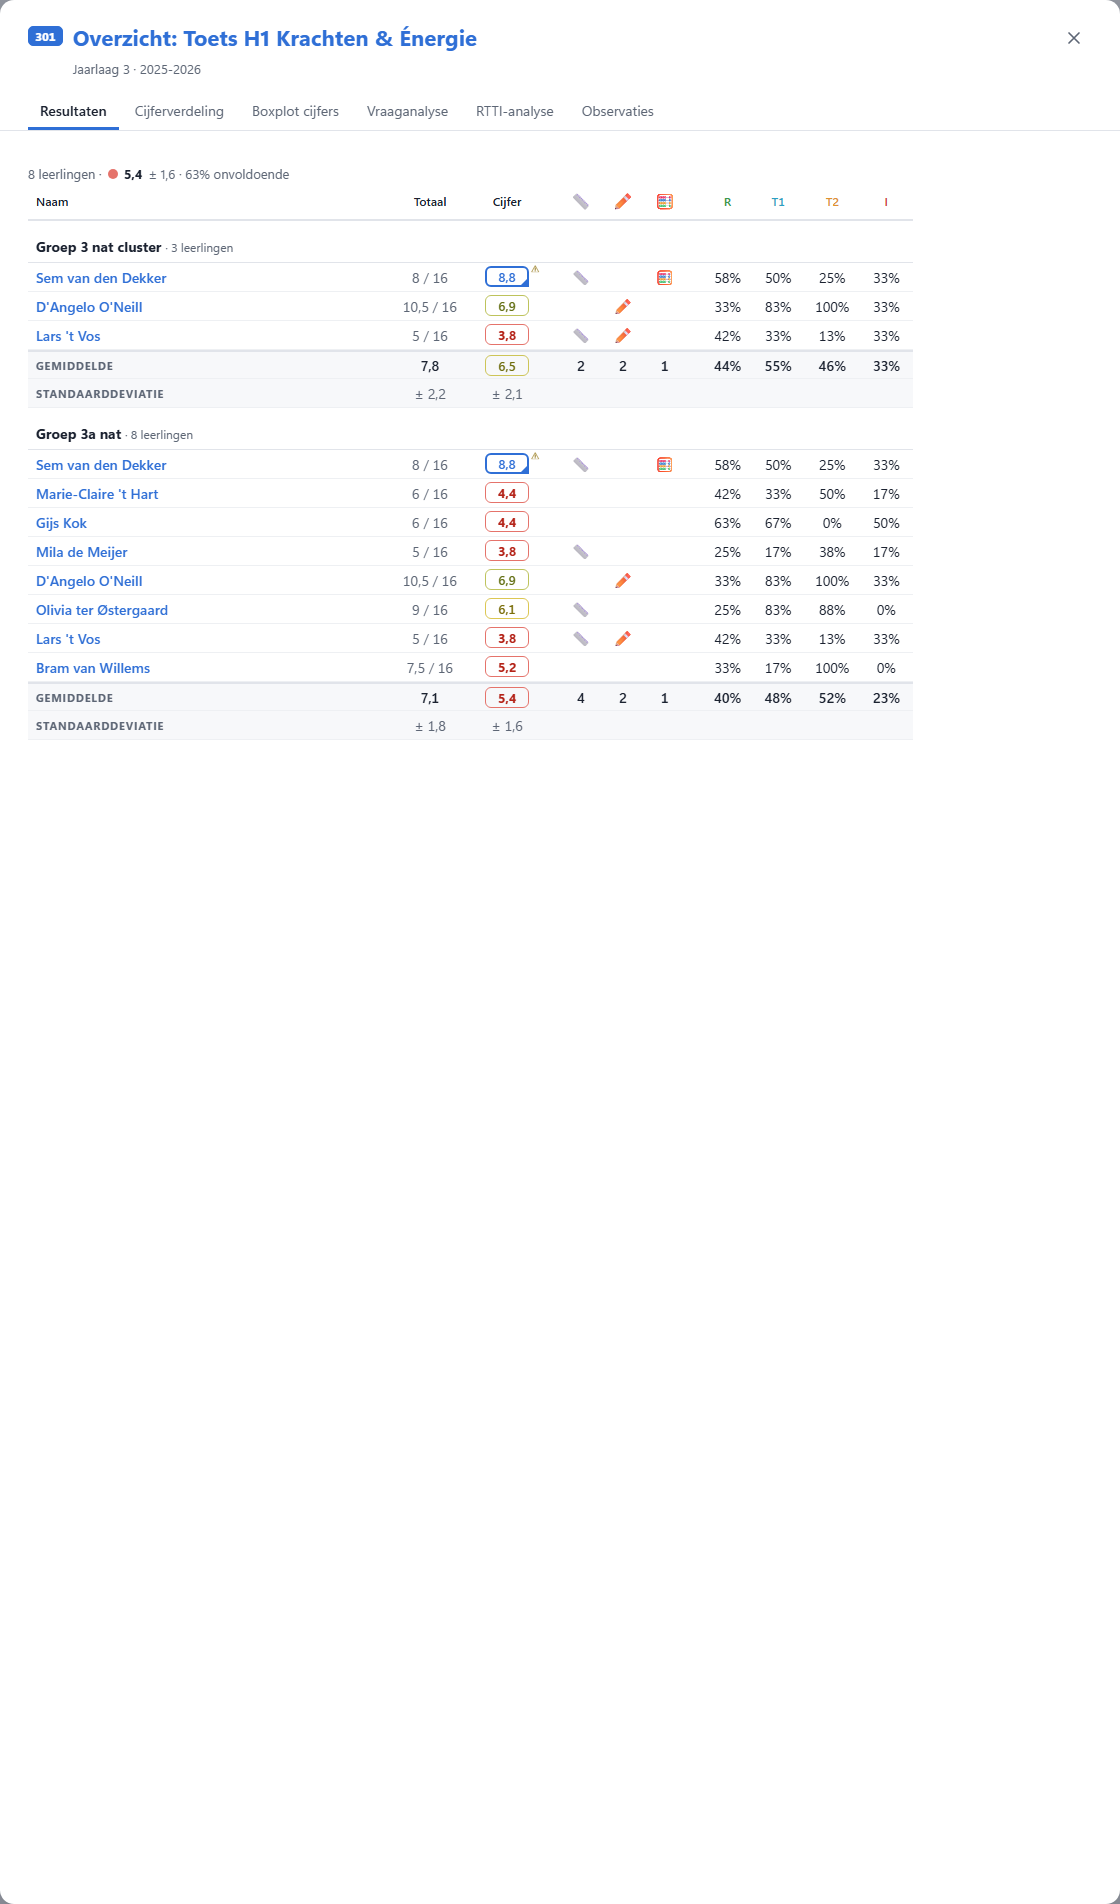 301 Overzicht: Toets H1 Krachten & Énergie
Jaarlaag 3 · 2025-2026
Resultaten Cijferverdeling Boxplot cijfers Vraaganalyse RTTI-analyse Observaties
8 leerlingen · 5,4 ± 1,6 · 63% onvoldoende
Naam Totaal Cijfer R T1 T2 I
Groep 3 nat cluster · 3 leerlingen
Sem van den Dekker 8 / 16 8,8 58% 50% 25% 33%
D'Angelo O'Neill 10,5 / 16 6,9 33% 83% 100% 33%
Lars 't Vos 5 / 16 3,8 42% 33% 13% 33%
GEMIDDELDE 7,8 6,5 2 2 1 44% 55% 46% 33%
STANDAARDDEVIATIE ± 2,2 ± 2,1
Groep 3a nat · 8 leerlingen
Sem van den Dekker 8 / 16 8,8 58% 50% 25% 33%
Marie-Claire 't Hart 6 / 16 4,4 42% 33% 50% 17%
Gijs Kok 6 / 16 4,4 63% 67% 0% 50%
Mila de Meijer 5 / 16 3,8 25% 17% 38% 17%
D'Angelo O'Neill 10,5 / 16 6,9 33% 83% 100% 33%
Olivia ter Østergaard 9 / 16 6,1 25% 83% 88% 0%
Lars 't Vos 5 / 16 3,8 42% 33% 13% 33%
Bram van Willems 7,5 / 16 5,2 33% 17% 100% 0%
GEMIDDELDE 7,1 5,4 4 2 1 40% 48% 52% 23%
STANDAARDDEVIATIE ± 1,8 ± 1,6